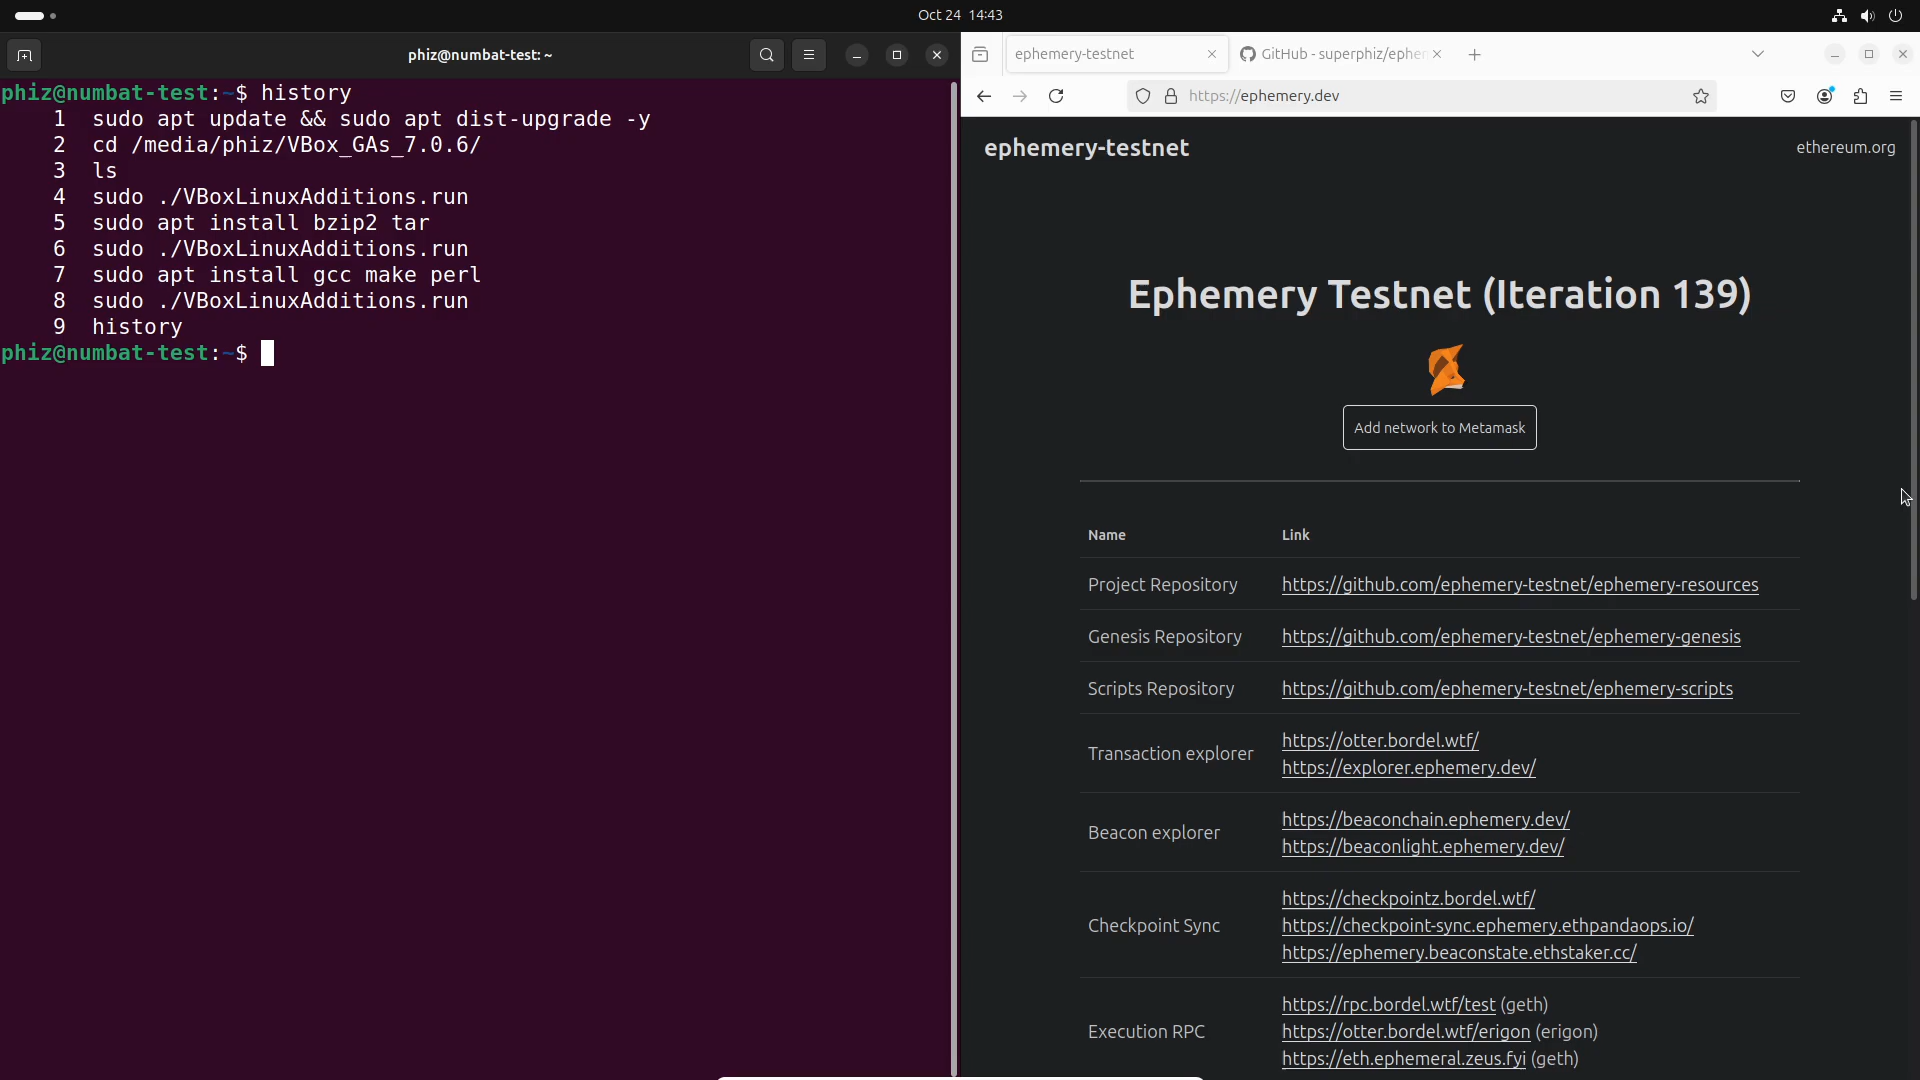 Oct 24 14:43
phiz@numbat-test: ~
phiz@numbat-test:~$ history
1 sudo apt update && sudo apt dist-upgrade -y
2 cd /media/phiz/VBox_GAs_7.0.6/
3 ls
4 sudo ./VBoxLinuxAdditions.run
5 sudo apt install bzip2 tar
6 sudo ./VBoxLinuxAdditions.run
7 sudo apt install gcc make perl
8 sudo ./VBoxLinuxAdditions.run
9 history
phiz@numbat-test:~$
ephemery-testnet
GitHub - superphiz/ephem
https://ephemery.dev
ephemery-testnet
ethereum.org
Ephemery Testnet (Iteration 139)
Add network to Metamask
Name Link
Project Repository https://github.com/ephemery-testnet/ephemery-resources
Genesis Repository https://github.com/ephemery-testnet/ephemery-genesis
Scripts Repository https://github.com/ephemery-testnet/ephemery-scripts
Transaction explorer
https://otter.bordel.wtf/
https://explorer.ephemery.dev/
Beacon explorer
https://beaconchain.ephemery.dev/
https://beaconlight.ephemery.dev/
Checkpoint Sync
https://checkpointz.bordel.wtf/
https://checkpoint-sync.ephemery.ethpandaops.io/
https://ephemery.beaconstate.ethstaker.cc/
Execution RPC
https://rpc.bordel.wtf/test (geth)
https://otter.bordel.wtf/erigon (erigon)
https://eth.ephemeral.zeus.fyi (geth)